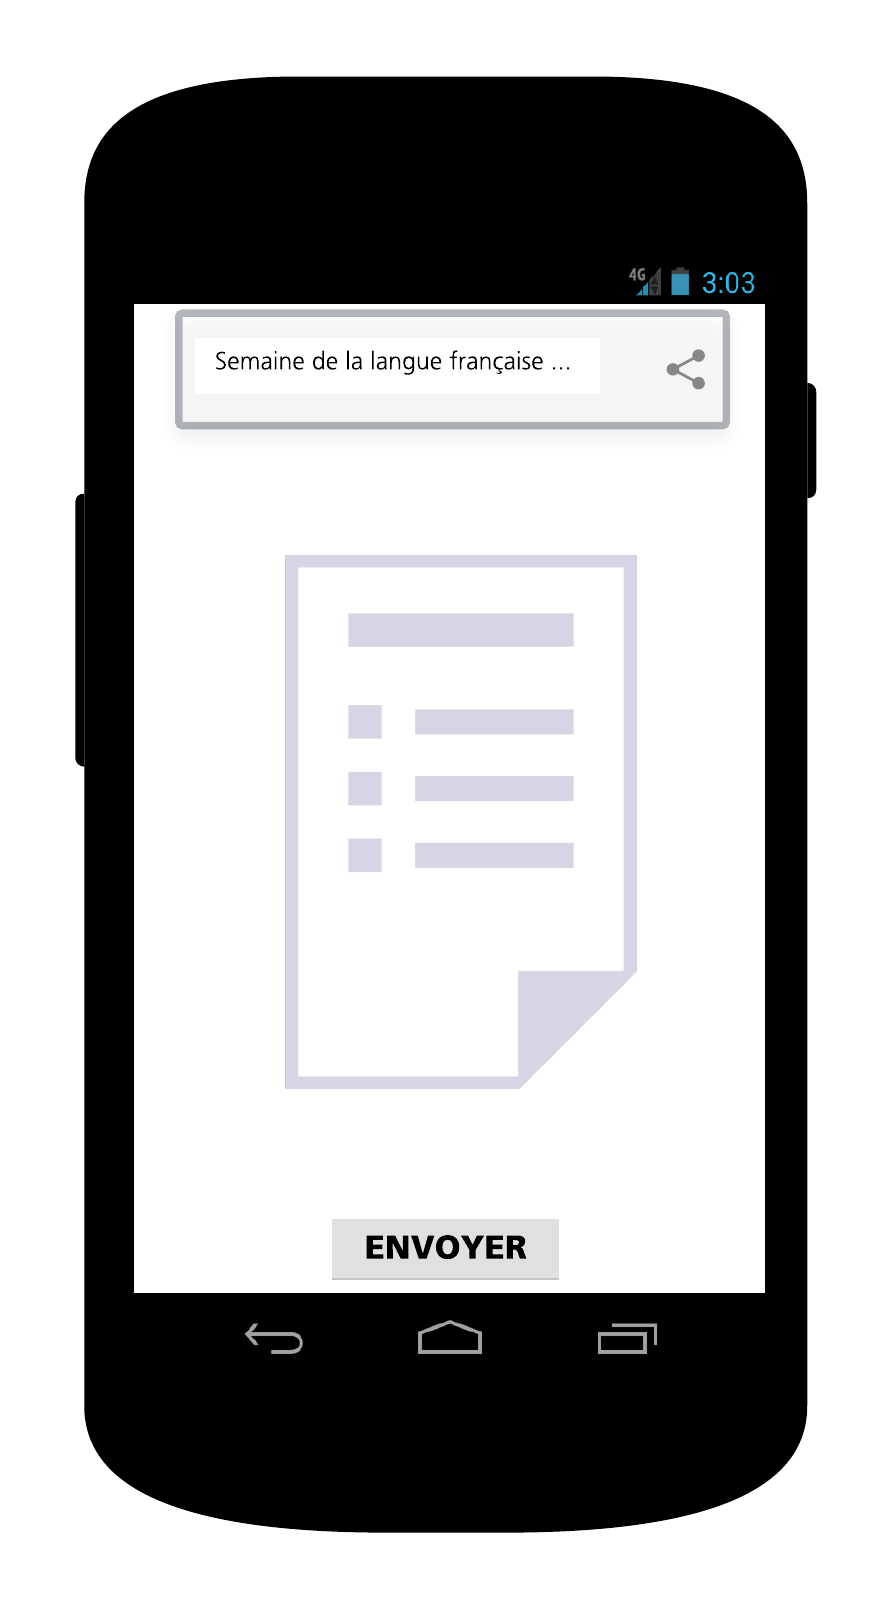 4G 3:03
Semaine de la langue française ...
ENVOYER